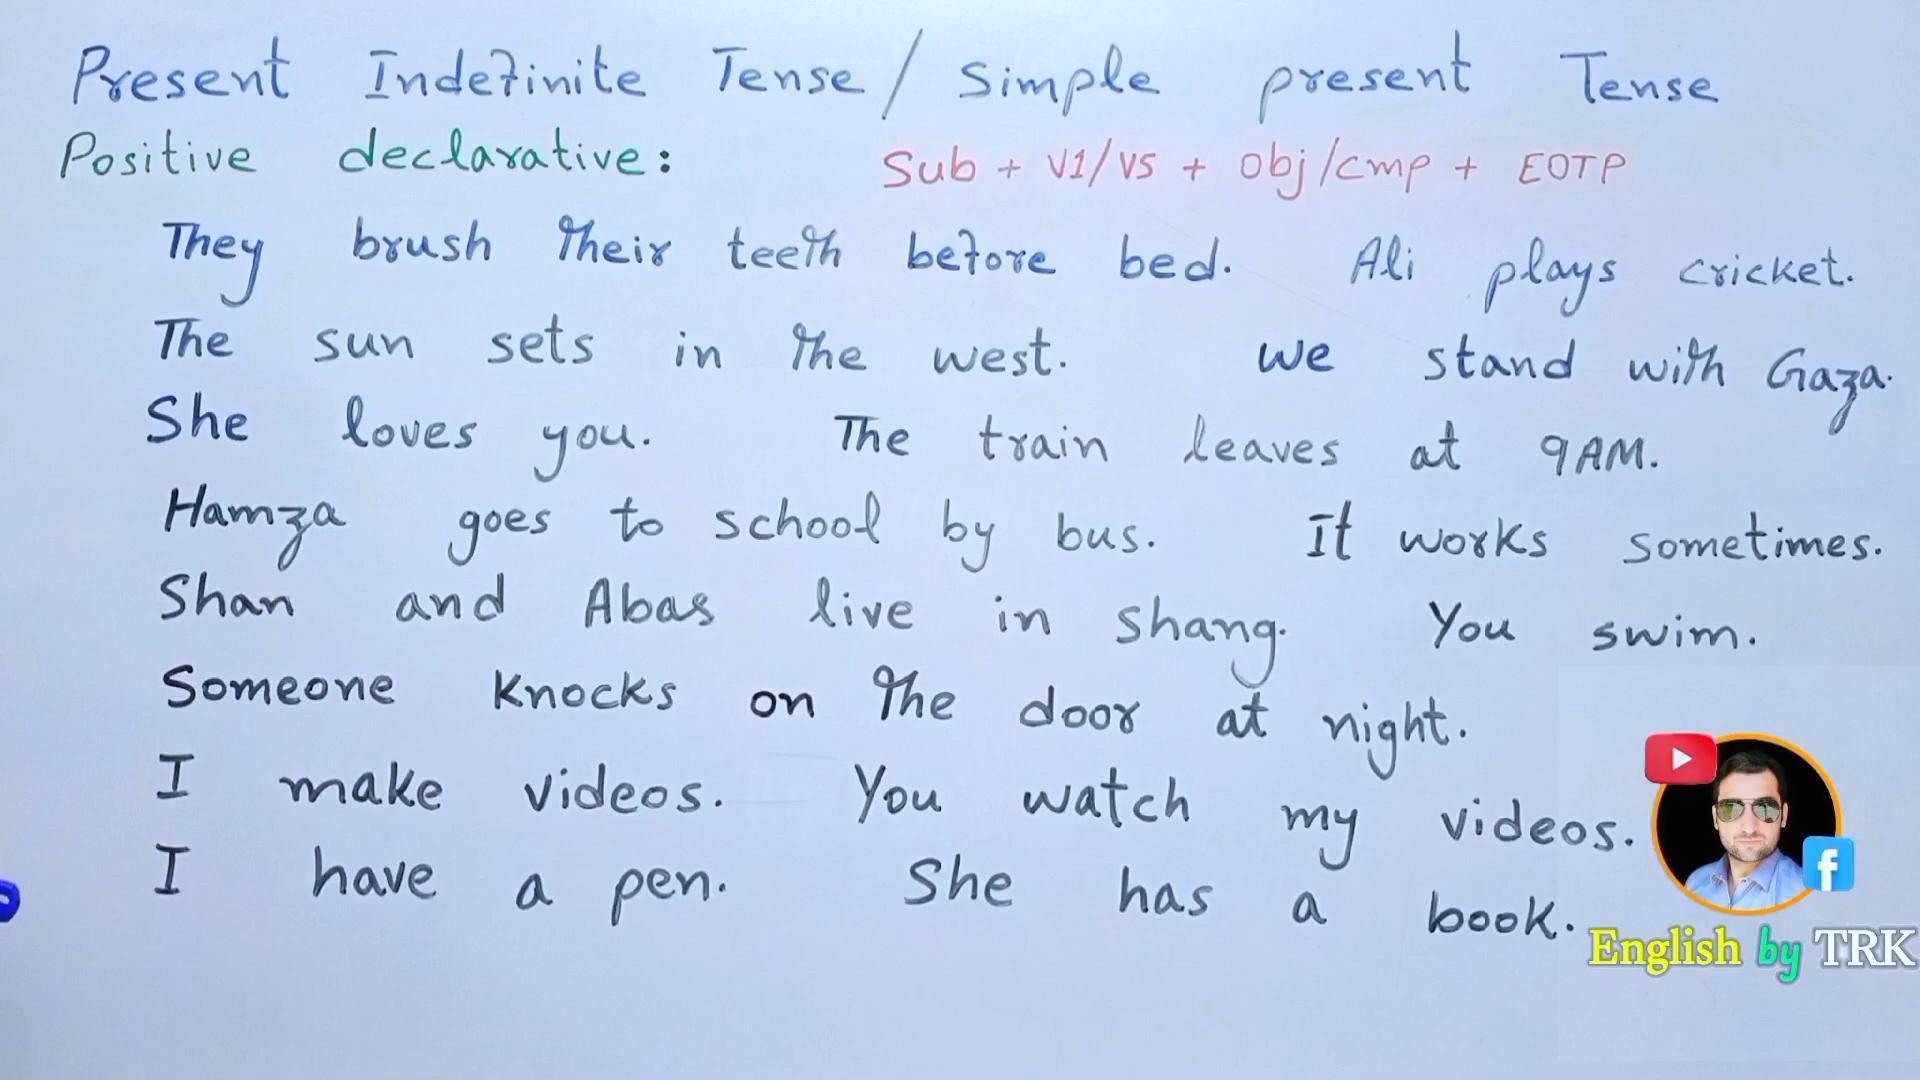 Present Indefinite Tense / Simple present Tense
Positive declarative: Sub + V1/VS + Obj/cmp + EOTP
They brush their teeth before bed. Ali plays cricket.
The sun sets in the west. We stand with Gaza.
She loves you. The train leaves at 9AM.
Hamza goes to school by bus. It works sometimes.
Shan and Abas live in Shang. You swim.
Someone knocks on the door at night.
I make videos. You watch my videos.
I have a pen. She has a book.
f
English by TRK